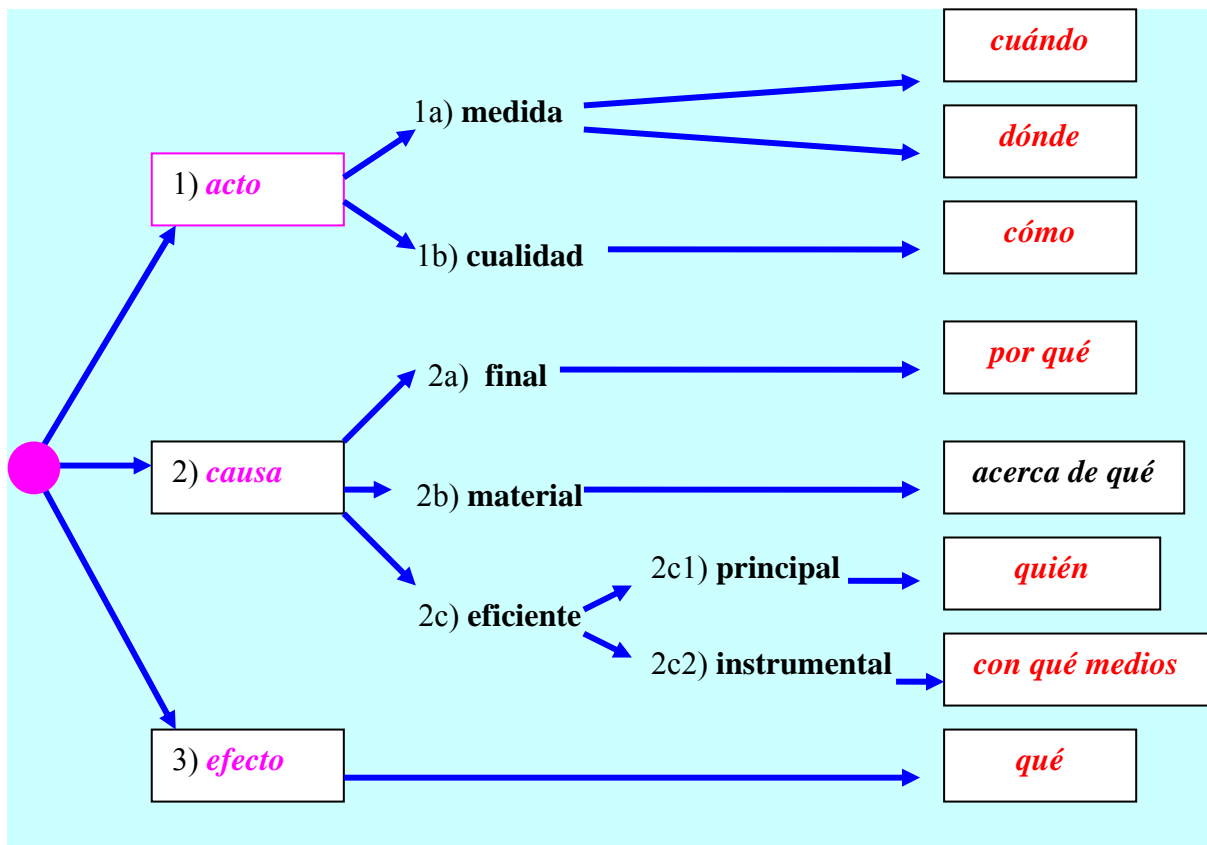 cuándo
1a) medida
dónde
1) acto
cómo
1b) cualidad
por qué
2a) final
2) causa
acerca de qué
2b) material
2c1) principal
quién
2c) eficiente
2c2) instrumental
con qué medios
3) efecto
qué